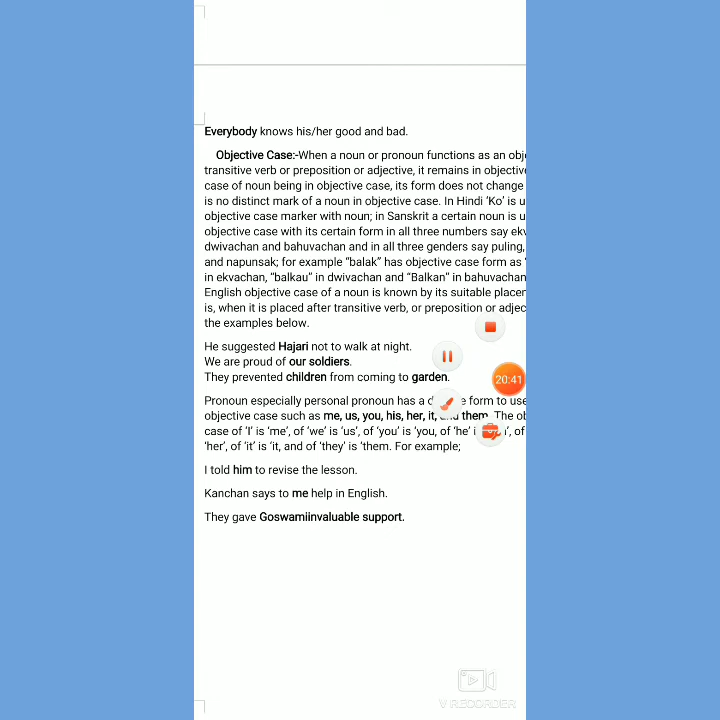 Everybody knows his/her good and bad.
Objective Case:-When a noun or pronoun functions as an obj
transitive verb or preposition or adjective, it remains in objective
case of noun being in objective case, its form does not change
is no distinct mark of a noun in objective case. In Hindi ‘Ko’ is u
objective case marker with noun; in Sanskrit a certain noun is u
objective case with its certain form in all three numbers say ekv
dwivachan and bahuvachan and in all three genders say puling,
and napunsak; for example “balak” has objective case form as ‘
in ekvachan, “balkau” in dwivachan and “Balkan” in bahuvachan
English objective case of a noun is known by its suitable placer
is, when it is placed after transitive verb, or preposition or adjec
the examples below.
He suggested Hajari not to walk at night.
We are proud of our soldiers.
They prevented children from coming to garden.
20:41
Pronoun especially personal pronoun has a d e form to use
objective case such as me, us, you, his, her, it, and them. The ob
case of ‘I’ is ‘me’, of ‘we’ is ‘us’, of ‘you’ is ‘you, of ‘he’ i ’, of
‘her’, of ‘it’ is ‘it, and of ‘they’ is ‘them. For example;
I told him to revise the lesson.
Kanchan says to me help in English.
They gave Goswamiinvaluable support.
V RECORDER